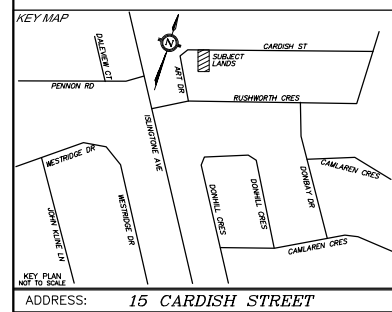 KEY MAP
DALEVIEW CT
N
CARDISH ST
SUBJECT
LANDS
PENNON RD
ART DR
RUSHWORTH CRES
ISLINGTONE AVE
WESTRIDGE DR
JOHN KLINE LN
WESTRIDGE DR
DONHILL CRES
DONHILL CRES
DONBAY DR
CAMLAREN CRES
CAMLAREN CRES
KEY PLAN
NOT TO SCALE
ADDRESS: 15 CARDISH STREET